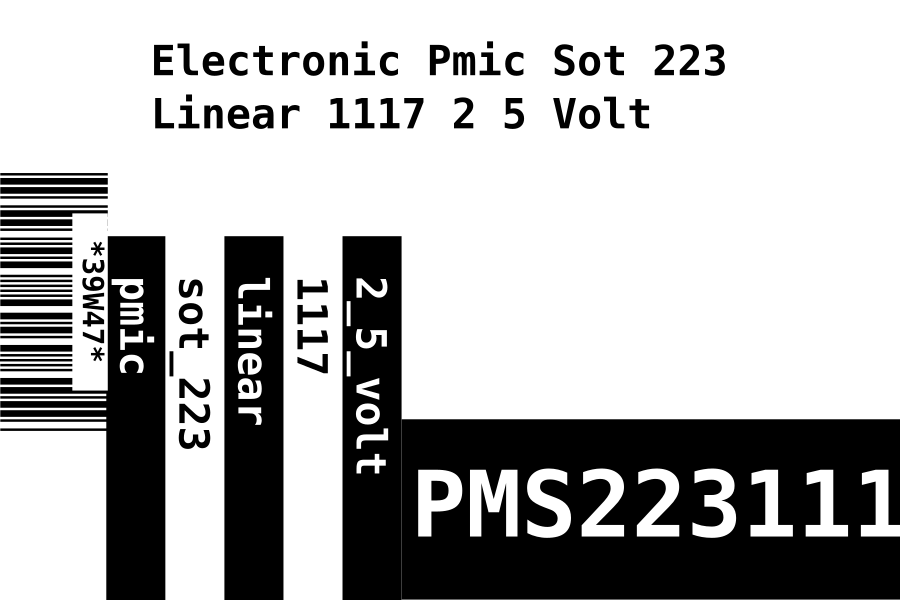 Electronic Pmic Sot 223
Linear 1117 2 5 Volt
*39W47*
pmic
sot_223
linear
1117
2_5_volt
PMS223111